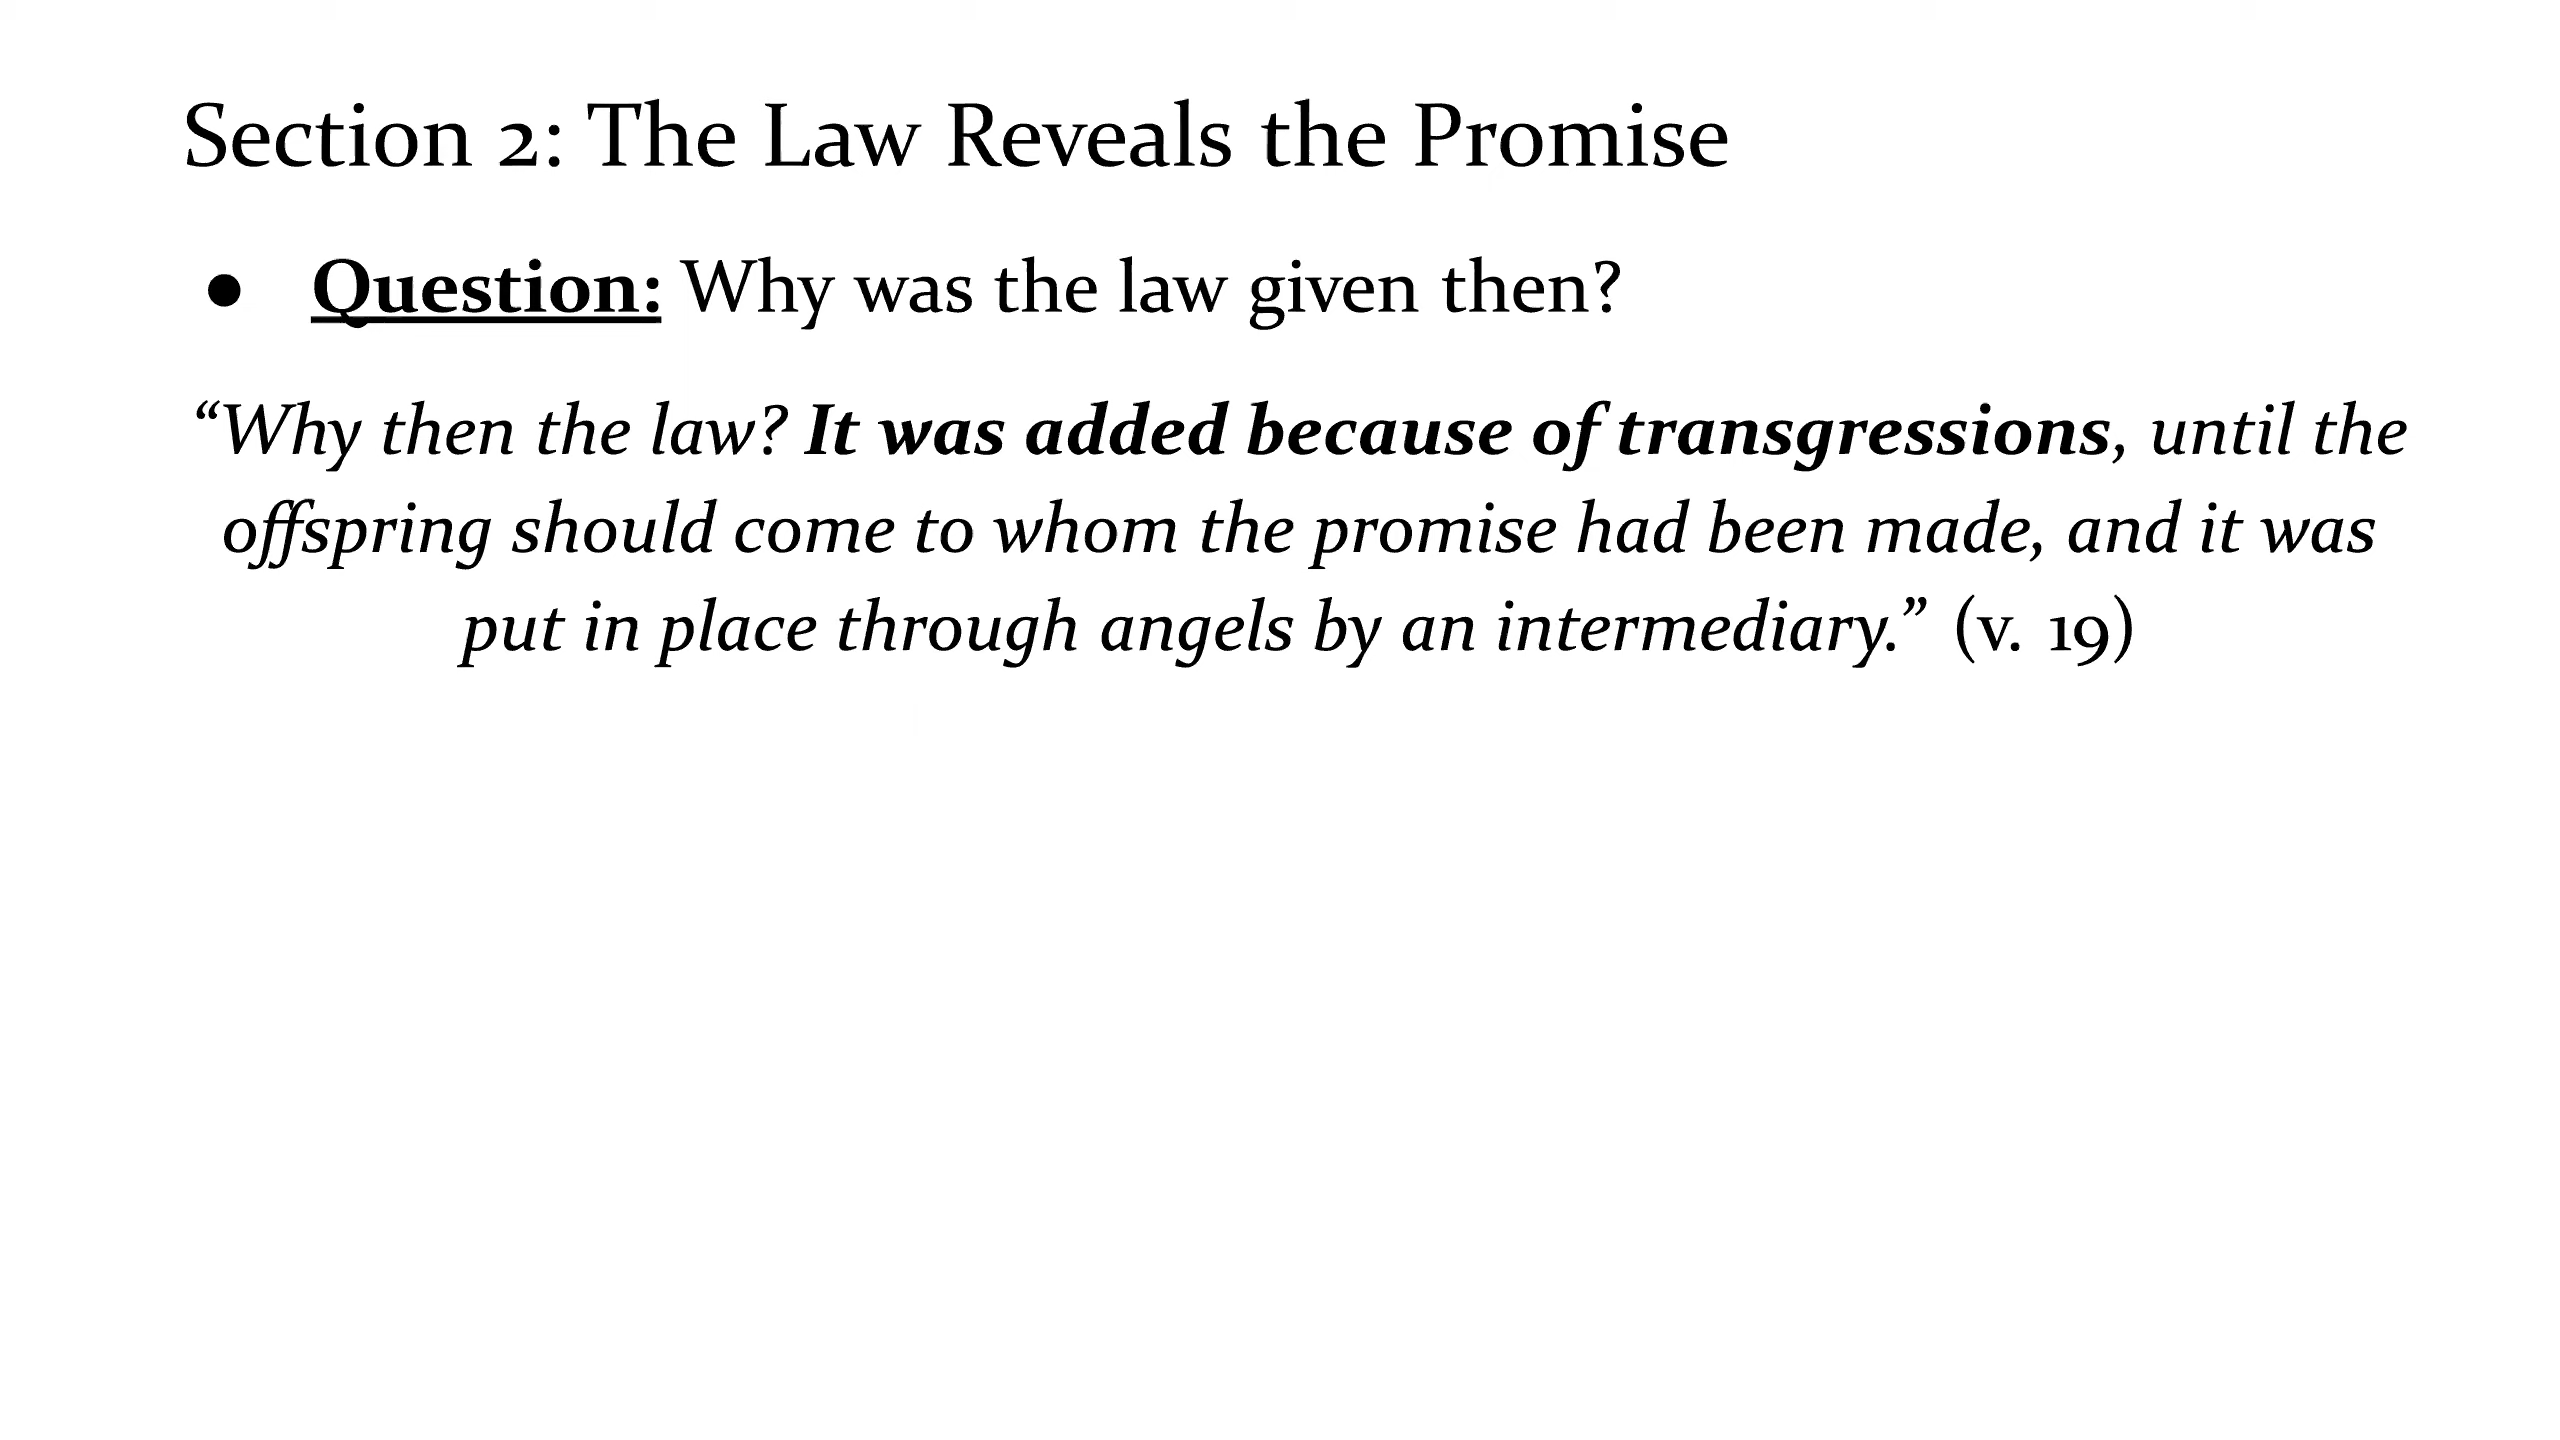 Section 2: The Law Reveals the Promise
● Question: Why was the law given then?
“Why then the law? It was added because of transgressions, until the
offspring should come to whom the promise had been made, and it was
put in place through angels by an intermediary.” (v. 19)